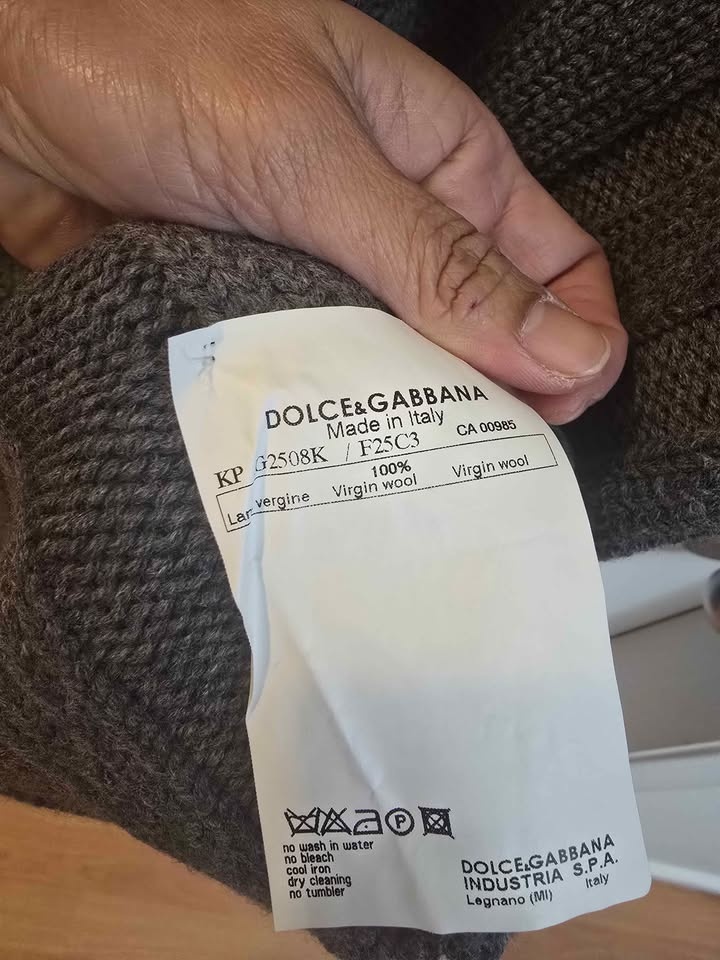 DOLCE&GABBANA
Made in Italy
KP G2508K / F25C3 CA 00985
100%
vergine Virgin wool Virgin wool
P
no wash in water
no bleach
cool iron
dry cleaning
no tumbler
DOLCE&GABBANA
INDUSTRIA S.P.A.
Legnano (MI) Italy